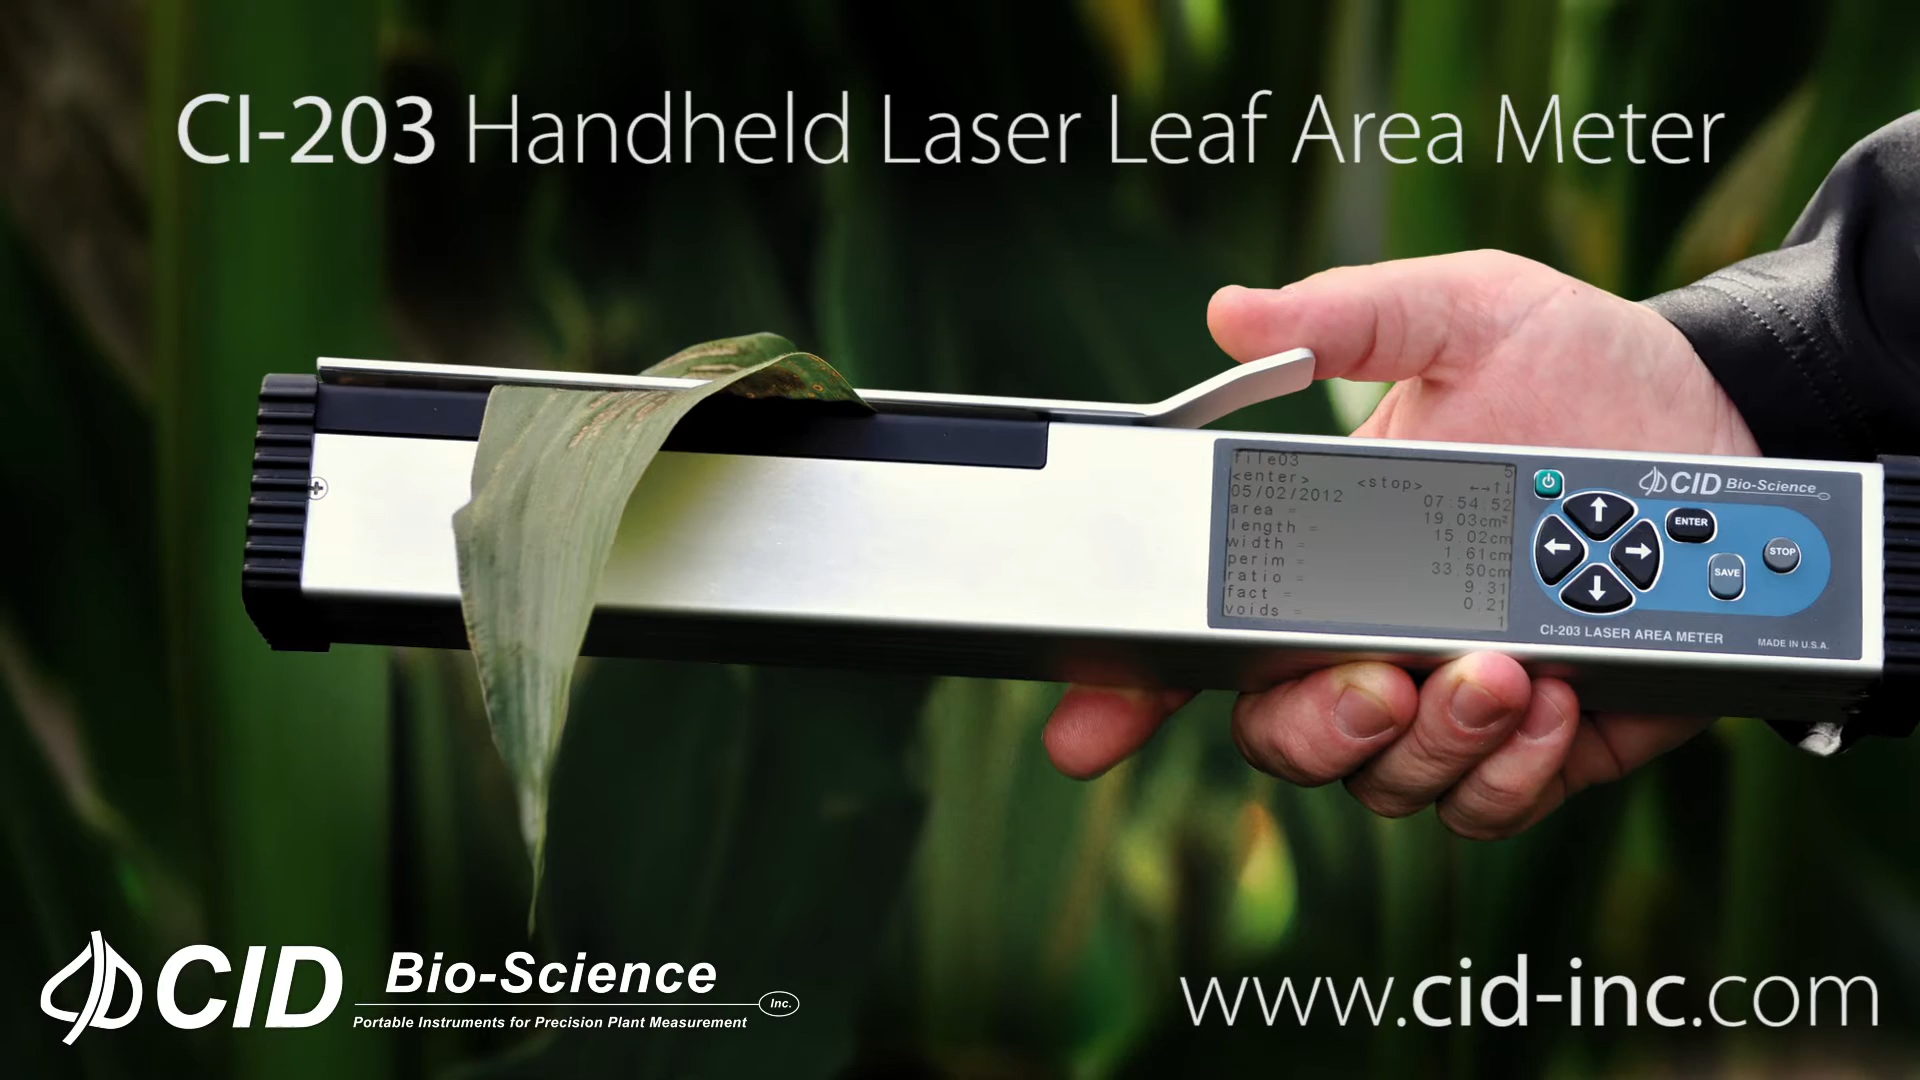 CI-203 Handheld Laser Leaf Area Meter
file03 5
<enter> <stop> ←→↑↓
05/02/2012 07:54:52
area = 19.03cm²
length = 15.02cm
width = 1.61cm
perim = 33.50cm
ratio = 9.31
fact = 0.21
voids = 1
CID Bio-Science
ENTER
STOP
SAVE
CI-203 LASER AREA METER MADE IN U.S.A.
CID Bio-Science Inc.
Portable Instruments for Precision Plant Measurement
www.cid-inc.com